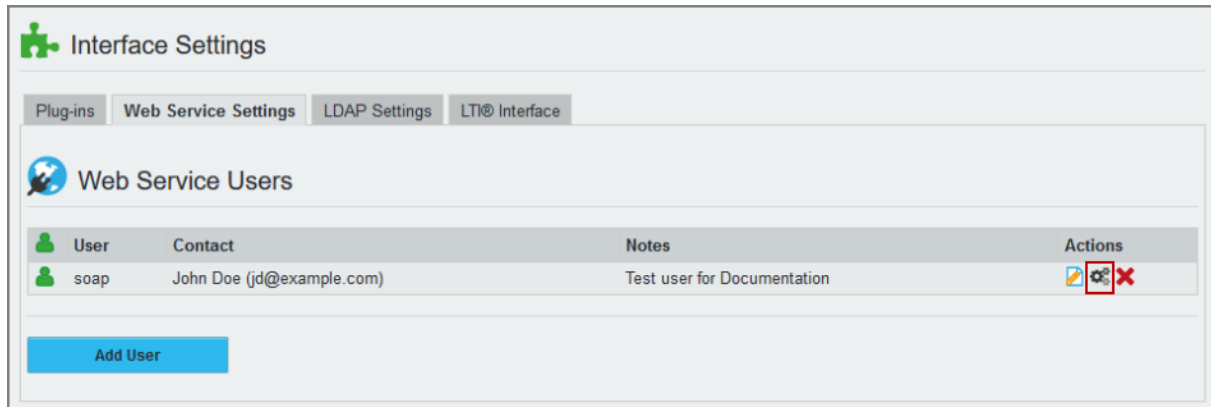 Interface Settings
Plug-ins Web Service Settings LDAP Settings LTI® Interface
Web Service Users
User Contact Notes Actions
soap John Doe (jd@example.com) Test user for Documentation
Add User